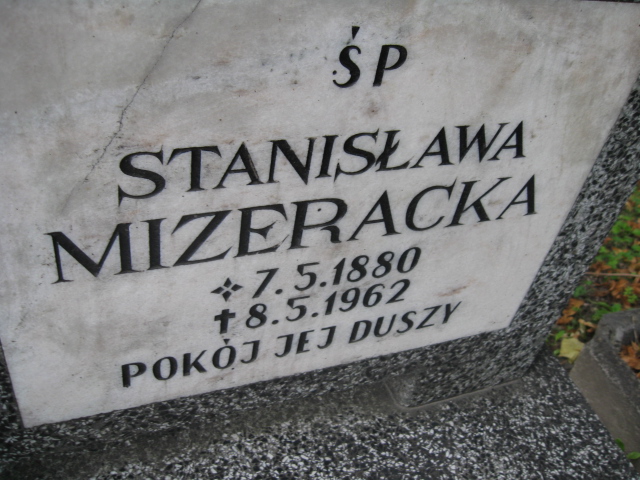 ŚP
STANISŁAWA
MIZERACKA
✧ 7.5.1880
✝ 8.5.1962
POKÓJ JEJ DUSZY